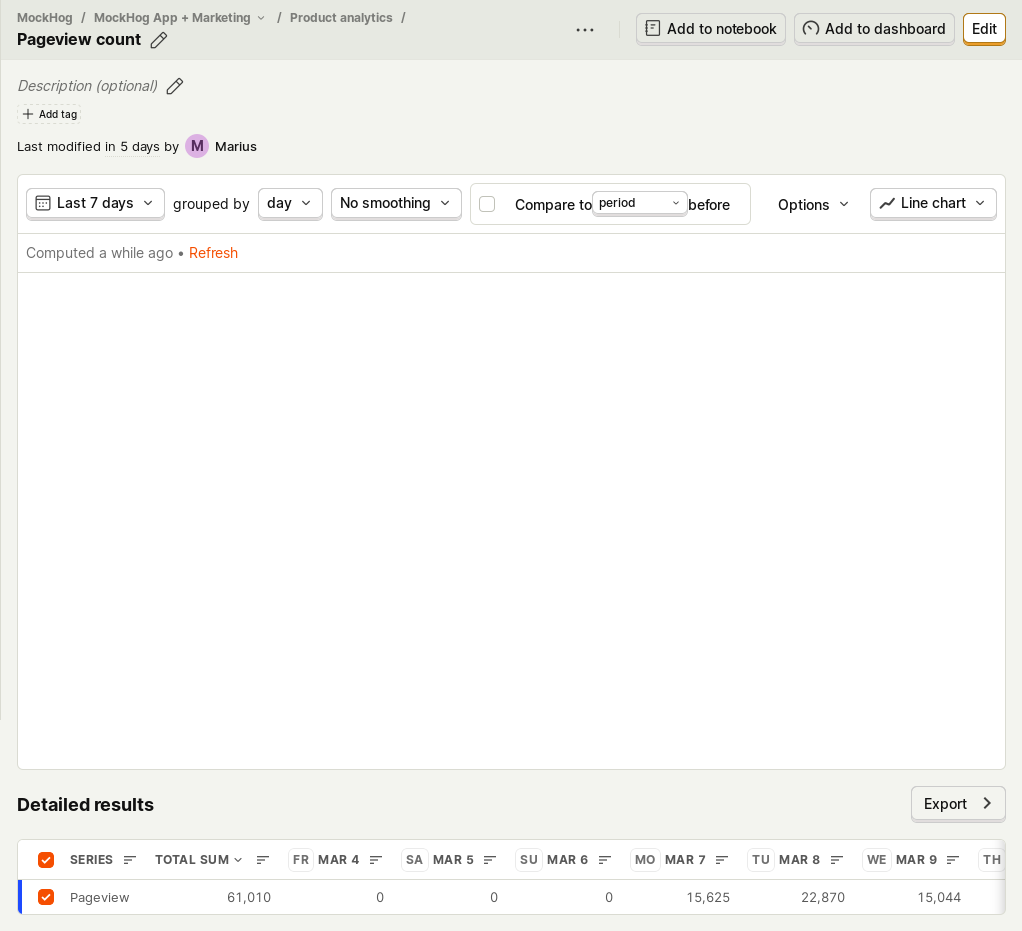 MockHog / MockHog App + Marketing / Product analytics /
Pageview count
Add to notebook
Add to dashboard
Edit
Description (optional)
Add tag
Last modified in 5 days by M Marius
Last 7 days grouped by day No smoothing Compare to period before Options Line chart
Computed a while ago • Refresh
Detailed results
Export
SERIES TOTAL SUM FR MAR 4 SA MAR 5 SU MAR 6 MO MAR 7 TU MAR 8 WE MAR 9 TH
Pageview 61,010 0 0 0 15,625 22,870 15,044